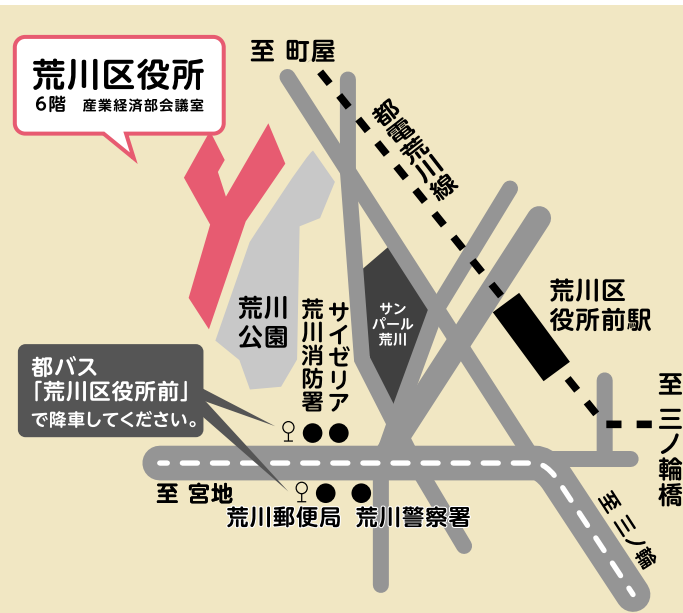 荒川区役所
6階　産業経済部会議室
至 町屋
都電荒川線
荒川区
役所前駅
荒川
公園
荒川消防署
サイゼリア
サン
パール
荒川
都バス
「荒川区役所前」
で降車してください。
至 三ノ輪橋
至 宮地
荒川郵便局
荒川警察署
至 三ノ輪